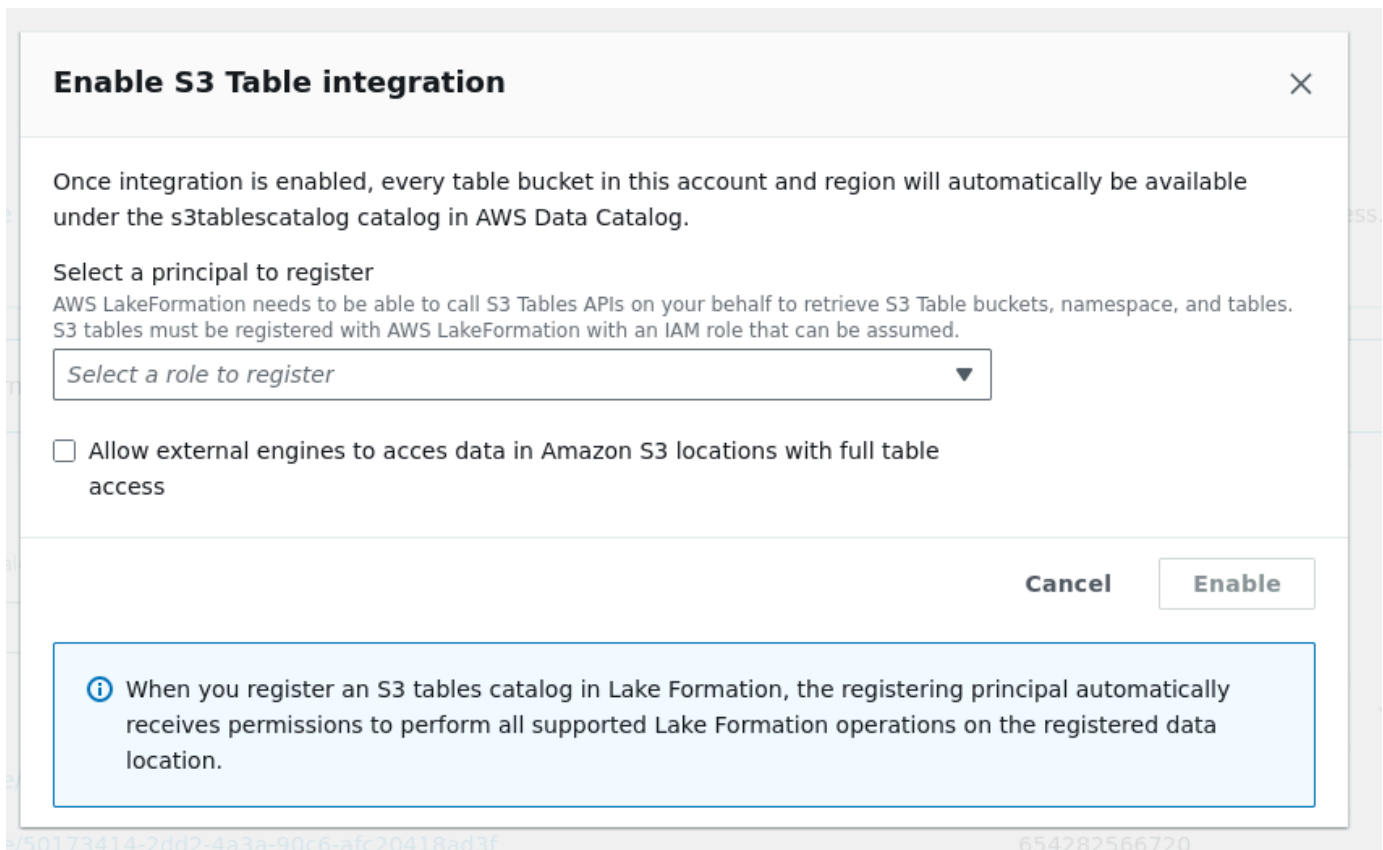 Enable S3 Table integration
Once integration is enabled, every table bucket in this account and region will automatically be available
under the s3tablescatalog catalog in AWS Data Catalog.
Select a principal to register
AWS LakeFormation needs to be able to call S3 Tables APIs on your behalf to retrieve S3 Table buckets, namespace, and tables.
S3 tables must be registered with AWS LakeFormation with an IAM role that can be assumed.
Select a role to register
Allow external engines to acces data in Amazon S3 locations with full table
access
Cancel
Enable
When you register an S3 tables catalog in Lake Formation, the registering principal automatically
receives permissions to perform all supported Lake Formation operations on the registered data
location.
e/50173414-2dd2-4a3a-90c6-afc20418ad3f
654282566720